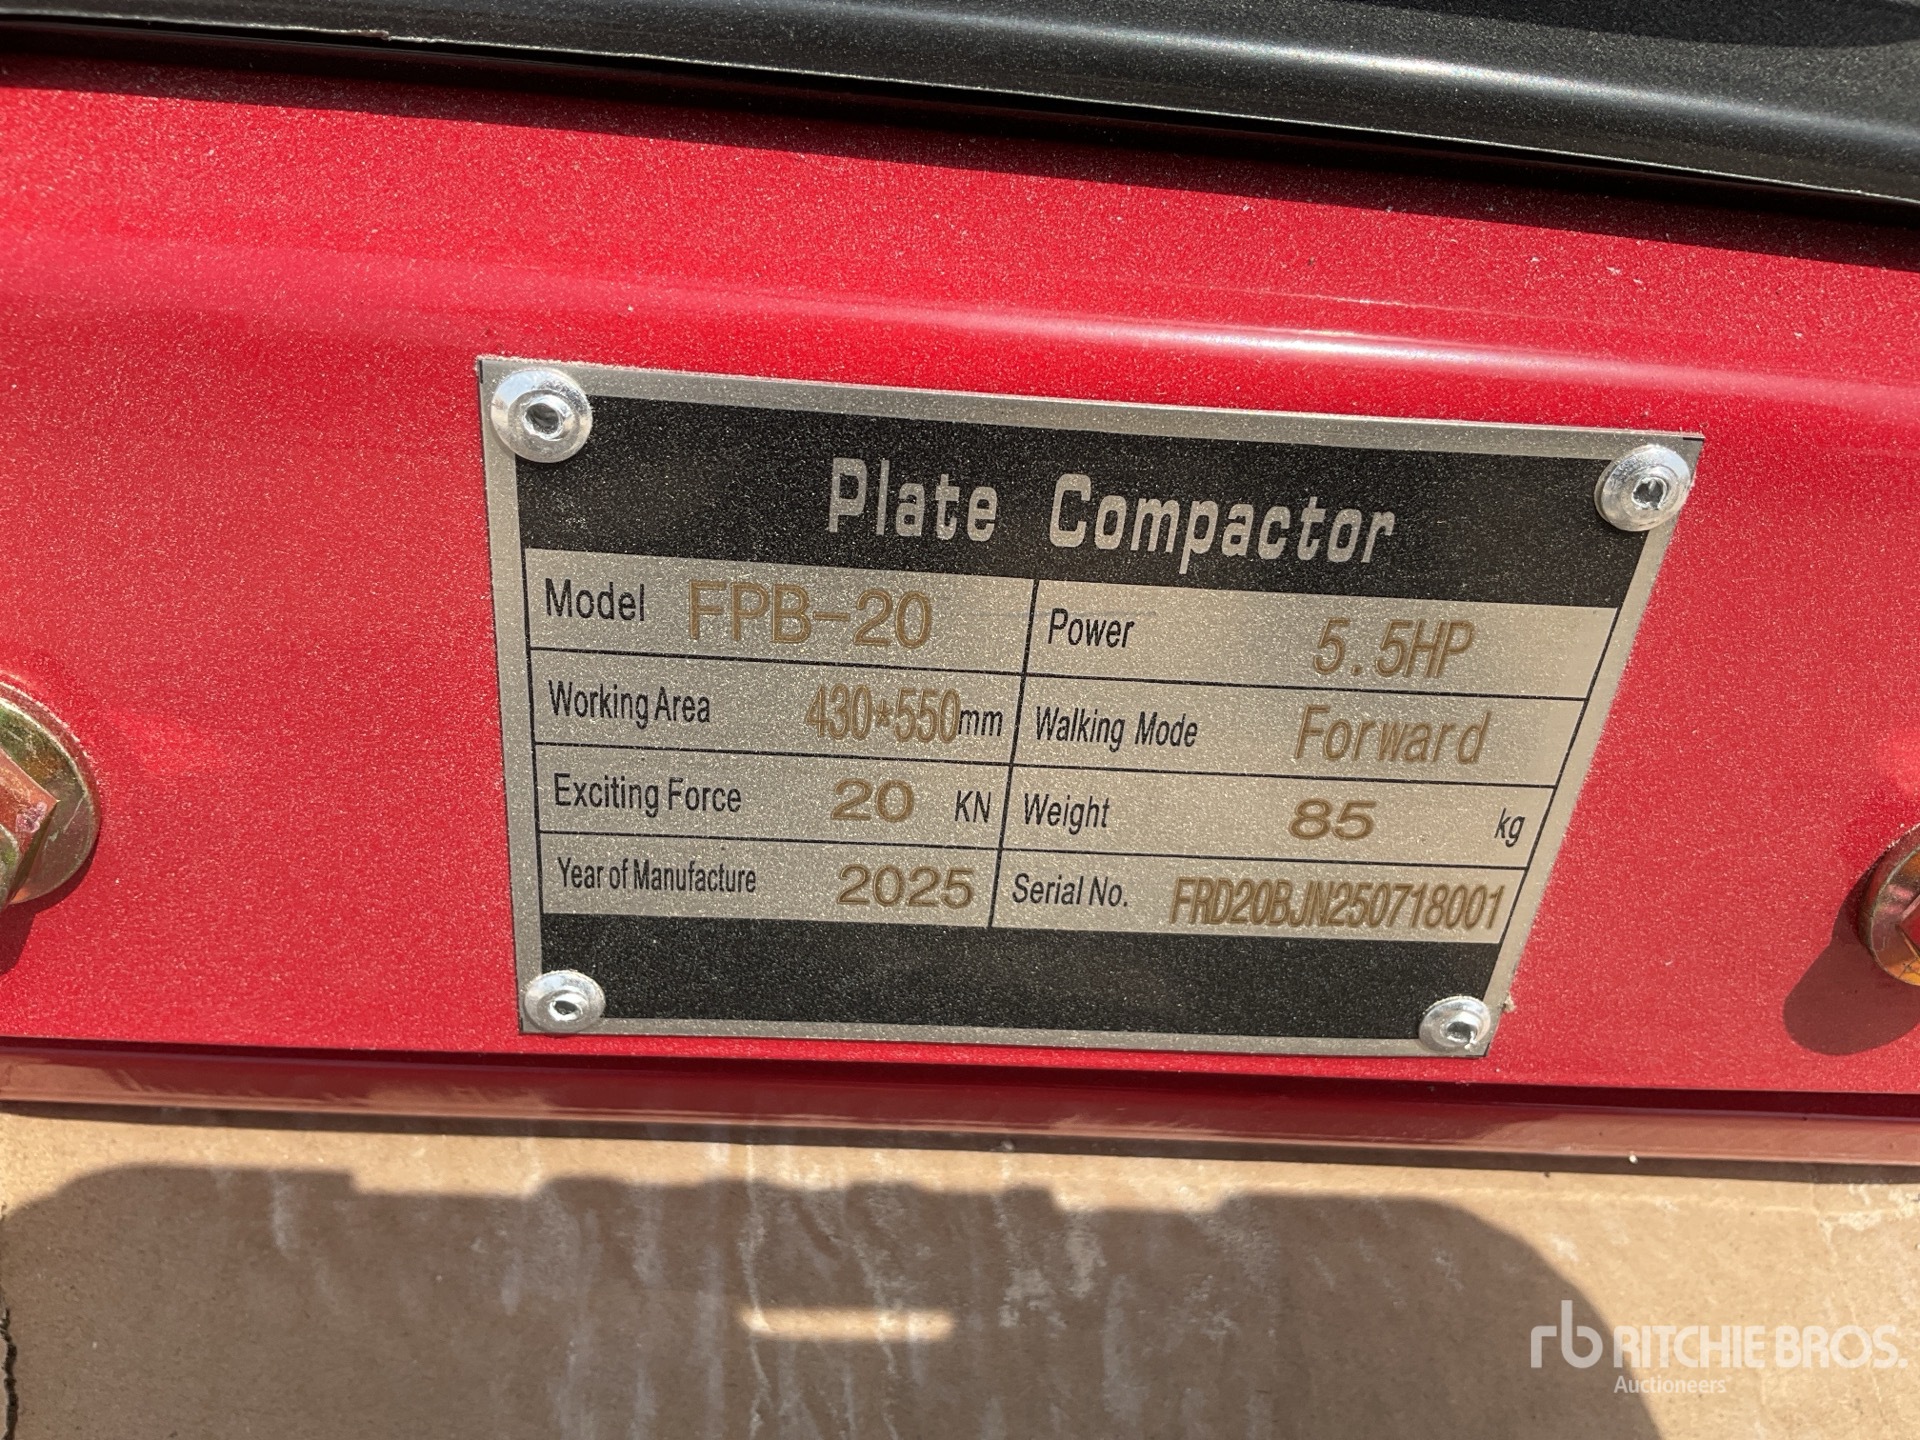 Plate Compactor
Model FPB-20 Power 5.5HP
Working Area 430*550mm Walking Mode Forward
Exciting Force 20 KN Weight 85 kg
Year of Manufacture 2025 Serial No. FRD20BJN250718001
rb RITCHIE BROS.
Auctioneers